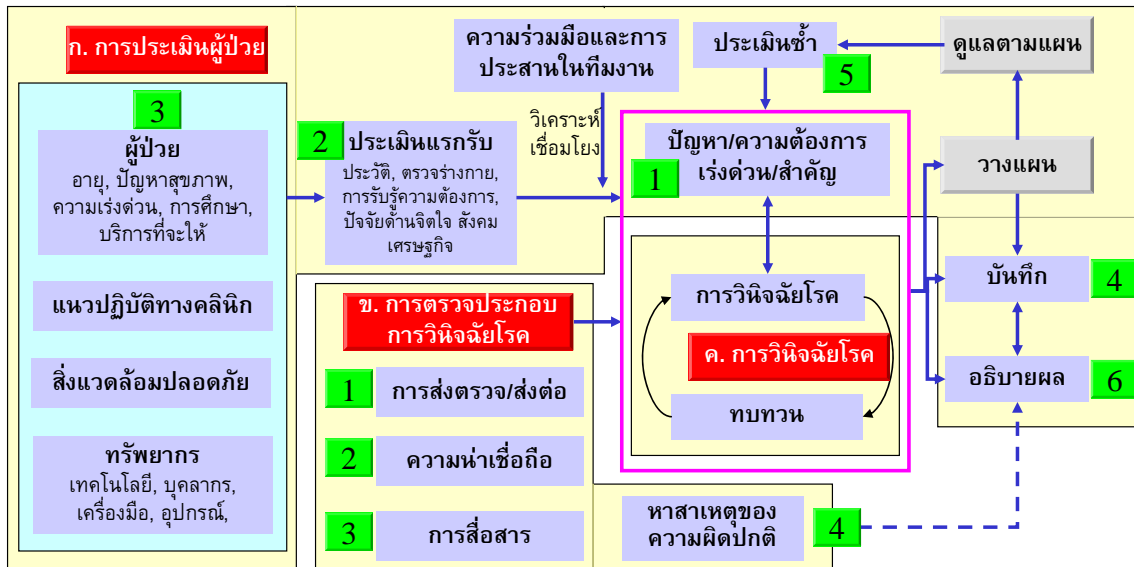 ก. การประเมินผู้ป่วย
3
ผู้ป่วย
อายุ, ปัญหาสุขภาพ,
ความเร่งด่วน, การศึกษา,
บริการที่จะให้
แนวปฏิบัติทางคลินิก
สิ่งแวดล้อมปลอดภัย
ทรัพยากร
เทคโนโลยี, บุคลากร,
เครื่องมือ, อุปกรณ์,
2
ประเมินแรกรับ
ประวัติ, ตรวจร่างกาย,
การรับรู้ความต้องการ,
ปัจจัยด้านจิตใจ สังคม
เศรษฐกิจ
ความร่วมมือและการ
ประสานในทีมงาน
วิเคราะห์
เชื่อมโยง
ประเมินซ้ำ
5
ดูแลตามแผน
ปัญหา/ความต้องการ
เร่งด่วน/สำคัญ
1
วางแผน
การวินิจฉัยโรค
ค. การวินิจฉัยโรค
ทบทวน
บันทึก
4
อธิบายผล
6
ข. การตรวจประกอบ
การวินิจฉัยโรค
1
การส่งตรวจ/ส่งต่อ
2
ความน่าเชื่อถือ
3
การสื่อสาร
หาสาเหตุของ
ความผิดปกติ
4